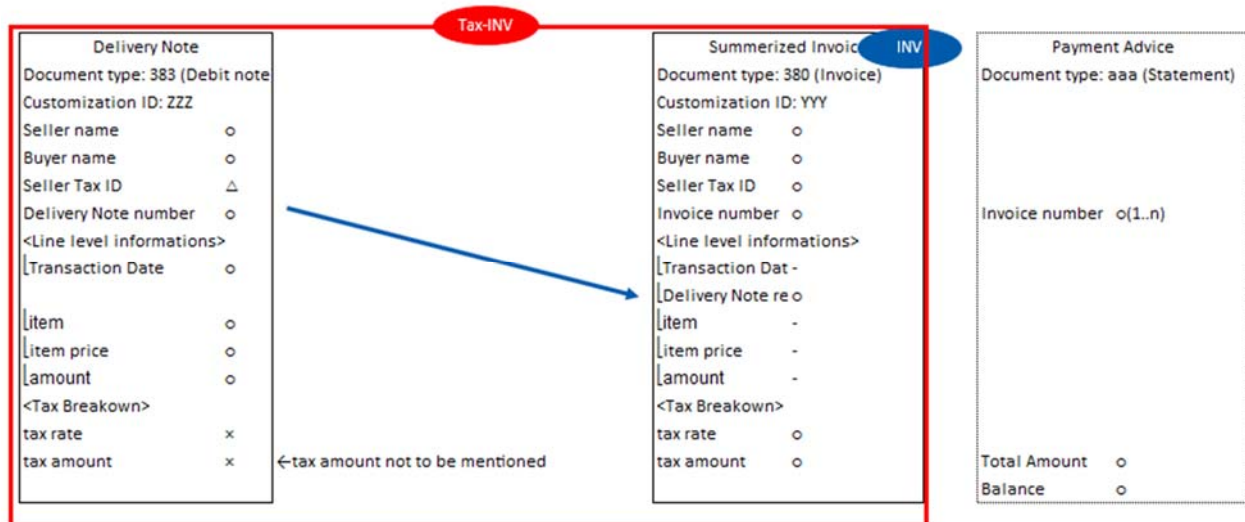 Tax-INV
Delivery Note
Document type: 383 (Debit note
Customization ID: ZZZ
Seller name ○
Buyer name ○
Seller Tax ID △
Delivery Note number ○
<Line level informations>
⌊Transaction Date ○
⌊item ○
⌊item price ○
⌊amount ○
<Tax Breakown>
tax rate ×
tax amount ×
←tax amount not to be mentioned
Summerized Invoic
INV
Document type: 380 (Invoice)
Customization ID: YYY
Seller name ○
Buyer name ○
Seller Tax ID ○
Invoice number ○
<Line level informations>
⌊Transaction Dat -
⌊Delivery Note re ○
⌊item -
⌊item price -
⌊amount -
<Tax Breakown>
tax rate ○
tax amount ○
Payment Advice
Document type: aaa (Statement)
Invoice number ○(1..n)
Total Amount ○
Balance ○